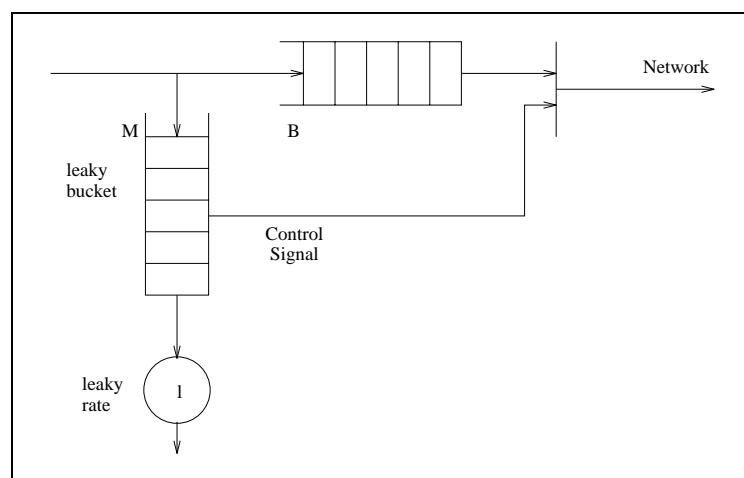 Network
M
B
leaky
bucket
Control
Signal
leaky
rate
l